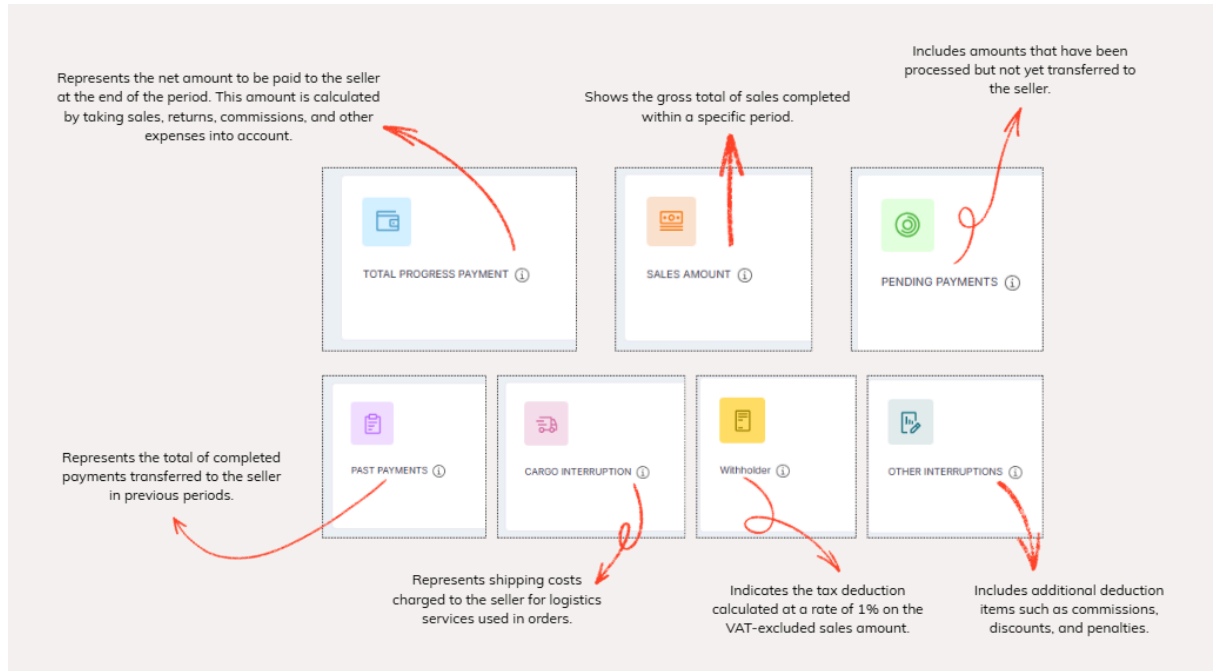 Represents the net amount to be paid to the seller
at the end of the period. This amount is calculated
by taking sales, returns, commissions, and other
expenses into account.
Shows the gross total of sales completed
within a specific period.
Includes amounts that have been
processed but not yet transferred to
the seller.
TOTAL PROGRESS PAYMENT
SALES AMOUNT
PENDING PAYMENTS
PAST PAYMENTS
CARGO INTERRUPTION
Withholder
OTHER INTERRUPTIONS
Represents the total of completed
payments transferred to the seller
in previous periods.
Represents shipping costs
charged to the seller for logistics
services used in orders.
Indicates the tax deduction
calculated at a rate of 1% on the
VAT-excluded sales amount.
Includes additional deduction
items such as commissions,
discounts, and penalties.